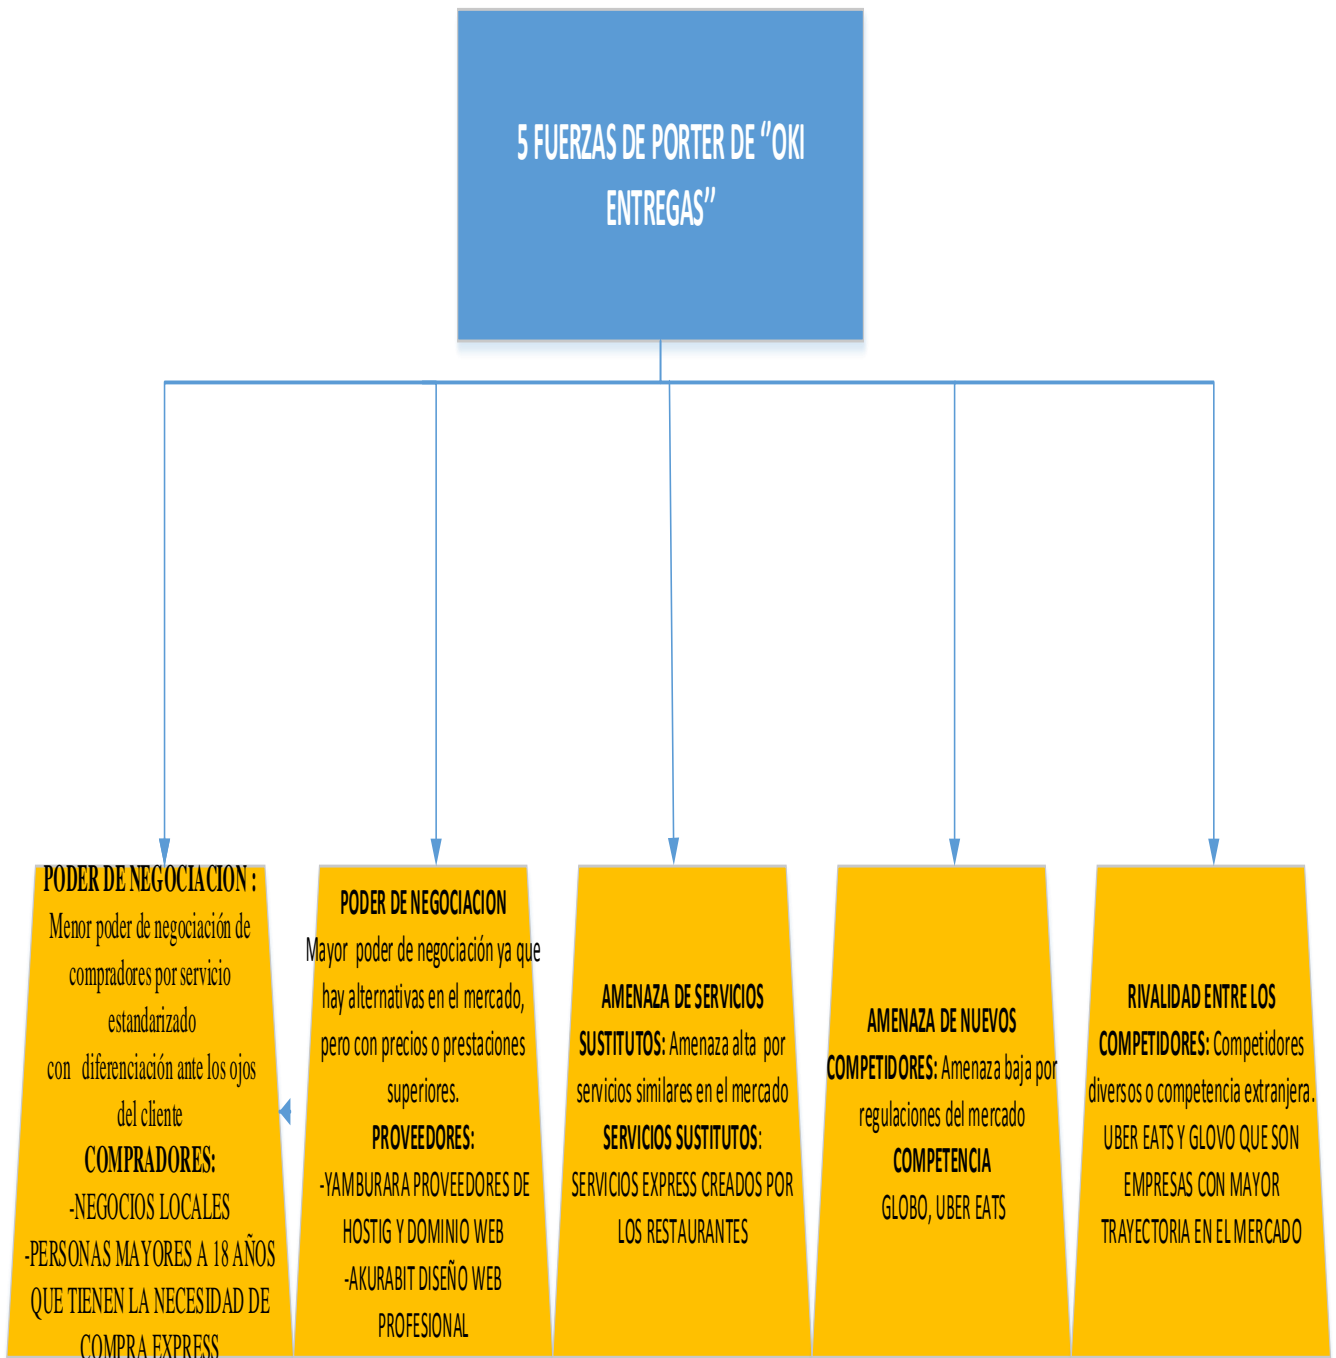 5 FUERZAS DE PORTER DE “OKI
ENTREGAS”
PODER DE NEGOCIACION :
Menor poder de negociación de
compradores por servicio
estandarizado
con diferenciación ante los ojos
del cliente
COMPRADORES:
-NEGOCIOS LOCALES
-PERSONAS MAYORES A 18 AÑOS
QUE TIENEN LA NECESIDAD DE
COMPRA EXPRESS
PODER DE NEGOCIACION
Mayor poder de negociación ya que
hay alternativas en el mercado,
pero con precios o prestaciones
superiores.
PROVEEDORES:
-YAMBURARA PROVEEDORES DE
HOSTIG Y DOMINIO WEB
-AKURABIT DISEÑO WEB
PROFESIONAL
AMENAZA DE SERVICIOS
SUSTITUTOS: Amenaza alta por
servicios similares en el mercado
SERVICIOS SUSTITUTOS:
SERVICIOS EXPRESS CREADOS POR
LOS RESTAURANTES
AMENAZA DE NUEVOS
COMPETIDORES: Amenaza baja por
regulaciones del mercado
COMPETENCIA
GLOBO, UBER EATS
RIVALIDAD ENTRE LOS
COMPETIDORES: Competidores
diversos o competencia extranjera.
UBER EATS Y GLOVO QUE SON
EMPRESAS CON MAYOR
TRAYECTORIA EN EL MERCADO